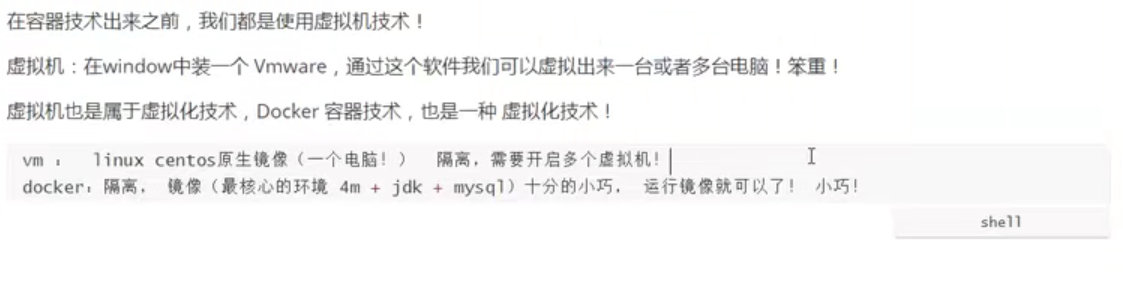 在容器技术出来之前，我们都是使用虚拟机技术！
虚拟机：在window中装一个 Vmware，通过这个软件我们可以虚拟出来一台或者多台电脑！笨重！
虚拟机也是属于虚拟化技术，Docker 容器技术，也是一种 虚拟化技术！
vm ： linux centos原生镜像（一个电脑！） 隔离，需要开启多个虚拟机！
docker：隔离， 镜像（最核心的环境 4m + jdk + mysql）十分的小巧， 运行镜像就可以了！ 小巧！
shell